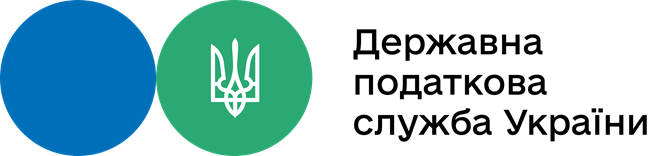 Державна
податкова
служба України